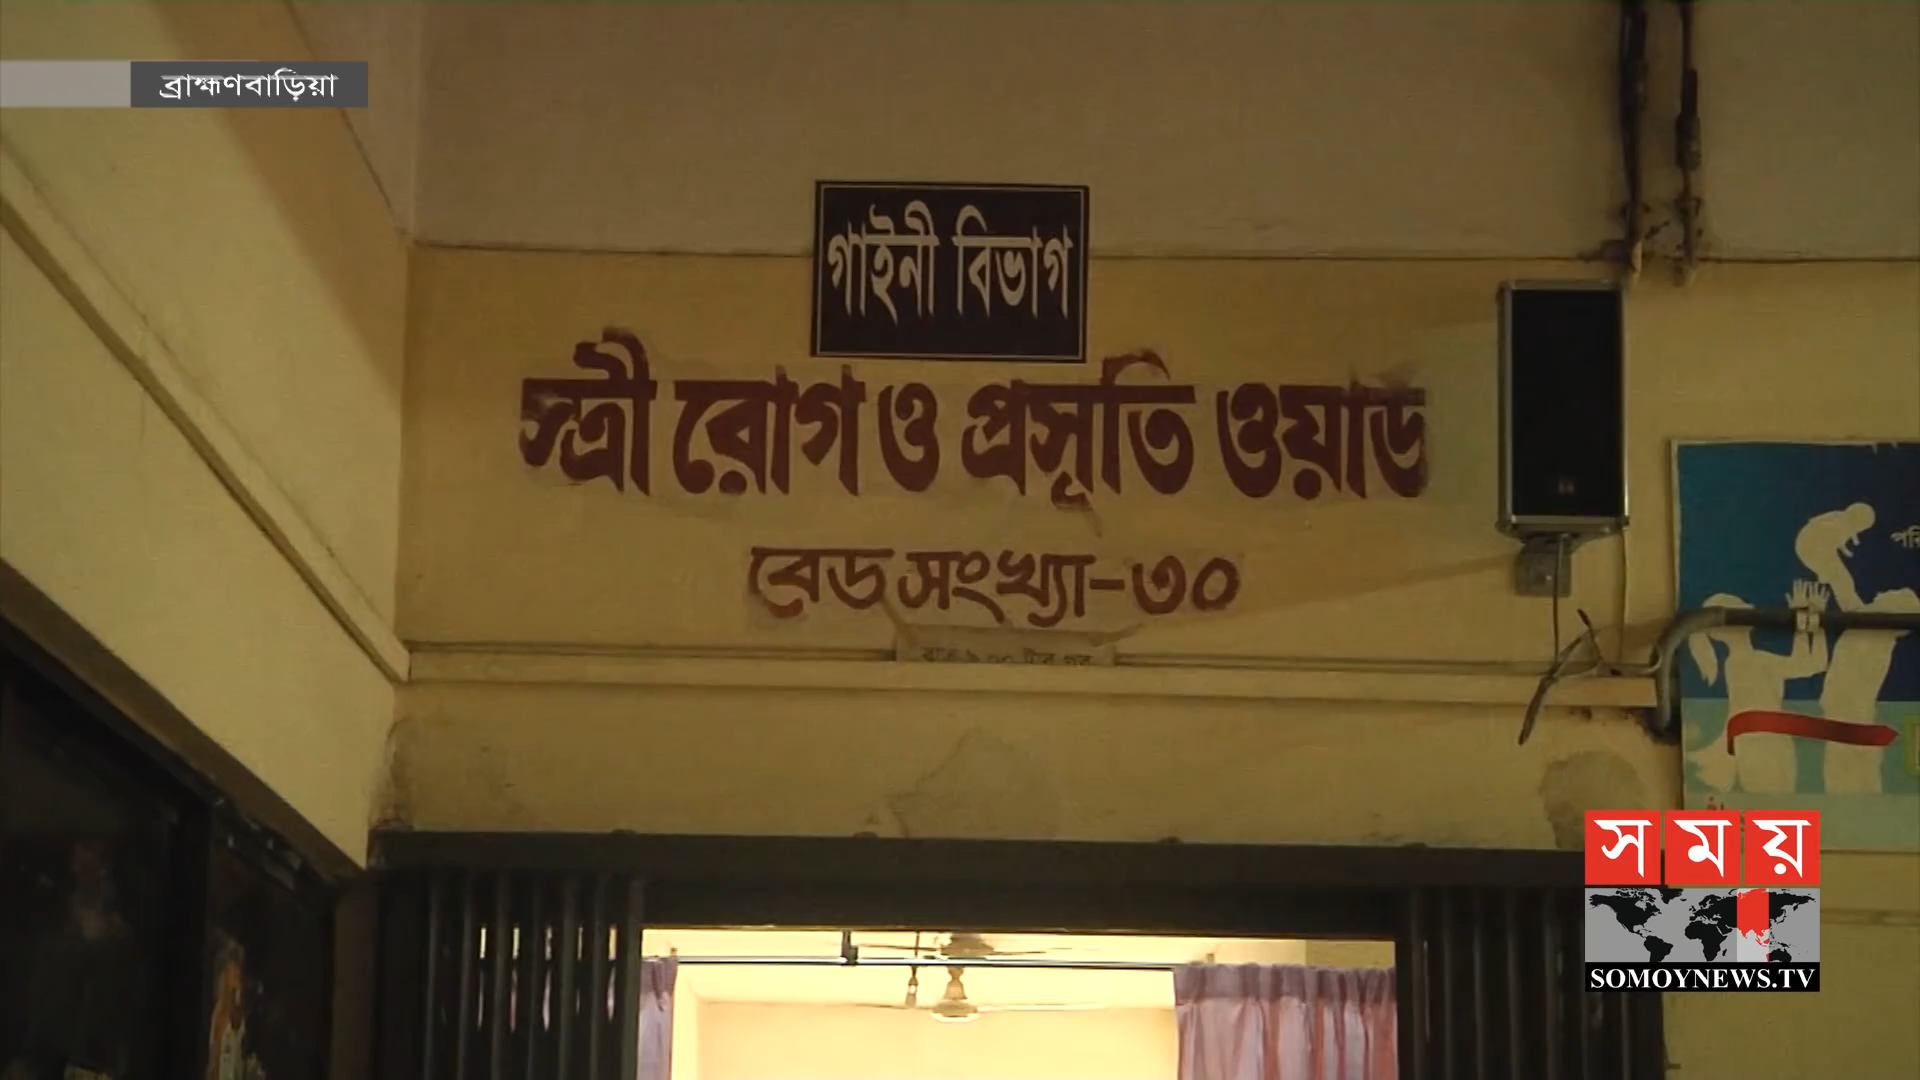 ব্রাহ্মণবাড়িয়া
গাইনী বিভাগ
স্ত্রী রোগ ও প্রসূতি ওয়ার্ড
বেড সংখ্যা-৩০
সময়
SOMOYNEWS.TV